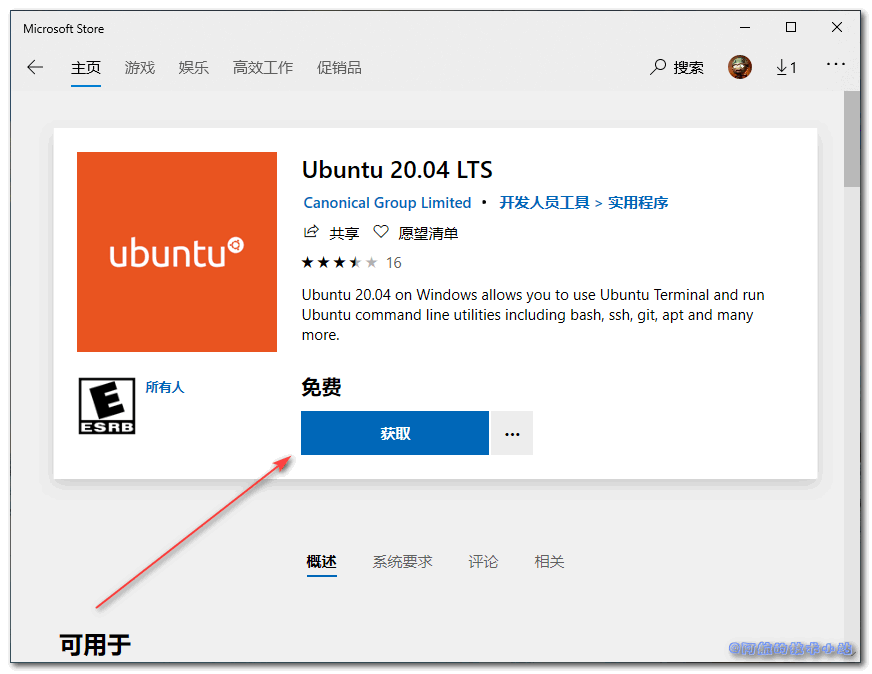 Microsoft Store
主页 游戏 娱乐 高效工作 促销品 搜索 1 ...
ubuntu
Ubuntu 20.04 LTS
Canonical Group Limited • 开发人员工具 > 实用程序
共享 愿望清单
16
Ubuntu 20.04 on Windows allows you to use Ubuntu Terminal and run
Ubuntu command line utilities including bash, ssh, git, apt and many
more.
E
ESRB
所有人
免费
获取 ...
概述 系统要求 评论 相关
可用于